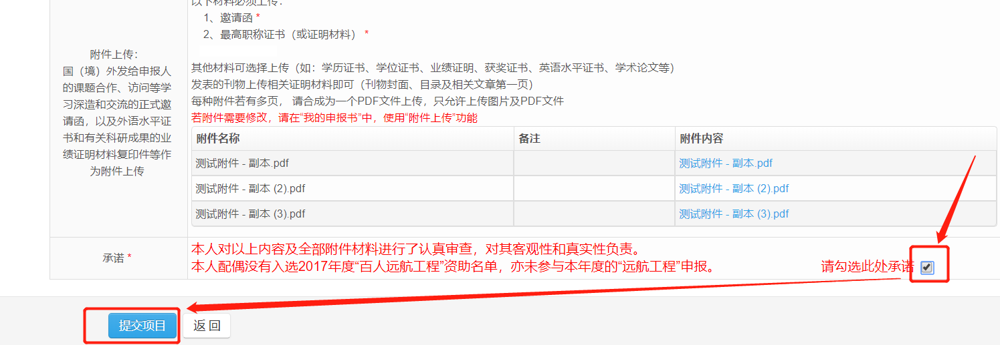 以下材料必须上传：
1、邀请函 *
2、最高职称证书（或证明材料） *
附件上传：
国（境）外发给申报人
的课题合作、访问等学
习深造和交流的正式邀
请函，以及外语水平证
书和有关科研成果的业
绩证明材料复印件等作
为附件上传
其他材料可选择上传（如：学历证书、学位证书、业绩证明、获奖证书、英语水平证书、学术论文等）
发表的刊物上传相关证明材料即可（刊物封面、目录及相关文章第一页）
每种附件若有多页， 请合成为一个PDF文件上传，只允许上传图片及PDF文件
若附件需要修改，请在“我的申报书”中，使用“附件上传”功能
附件名称 备注 附件内容
测试附件 - 副本.pdf 测试附件 - 副本.pdf
测试附件 - 副本 (2).pdf 测试附件 - 副本 (2).pdf
测试附件 - 副本 (3).pdf 测试附件 - 副本 (3).pdf
承诺 *
本人对以上内容及全部附件材料进行了认真审查，对其客观性和真实性负责。
本人配偶没有入选2017年度“百人远航工程”资助名单，亦未参与本年度的“远航工程”申报。 请勾选此处承诺
提交项目 返 回